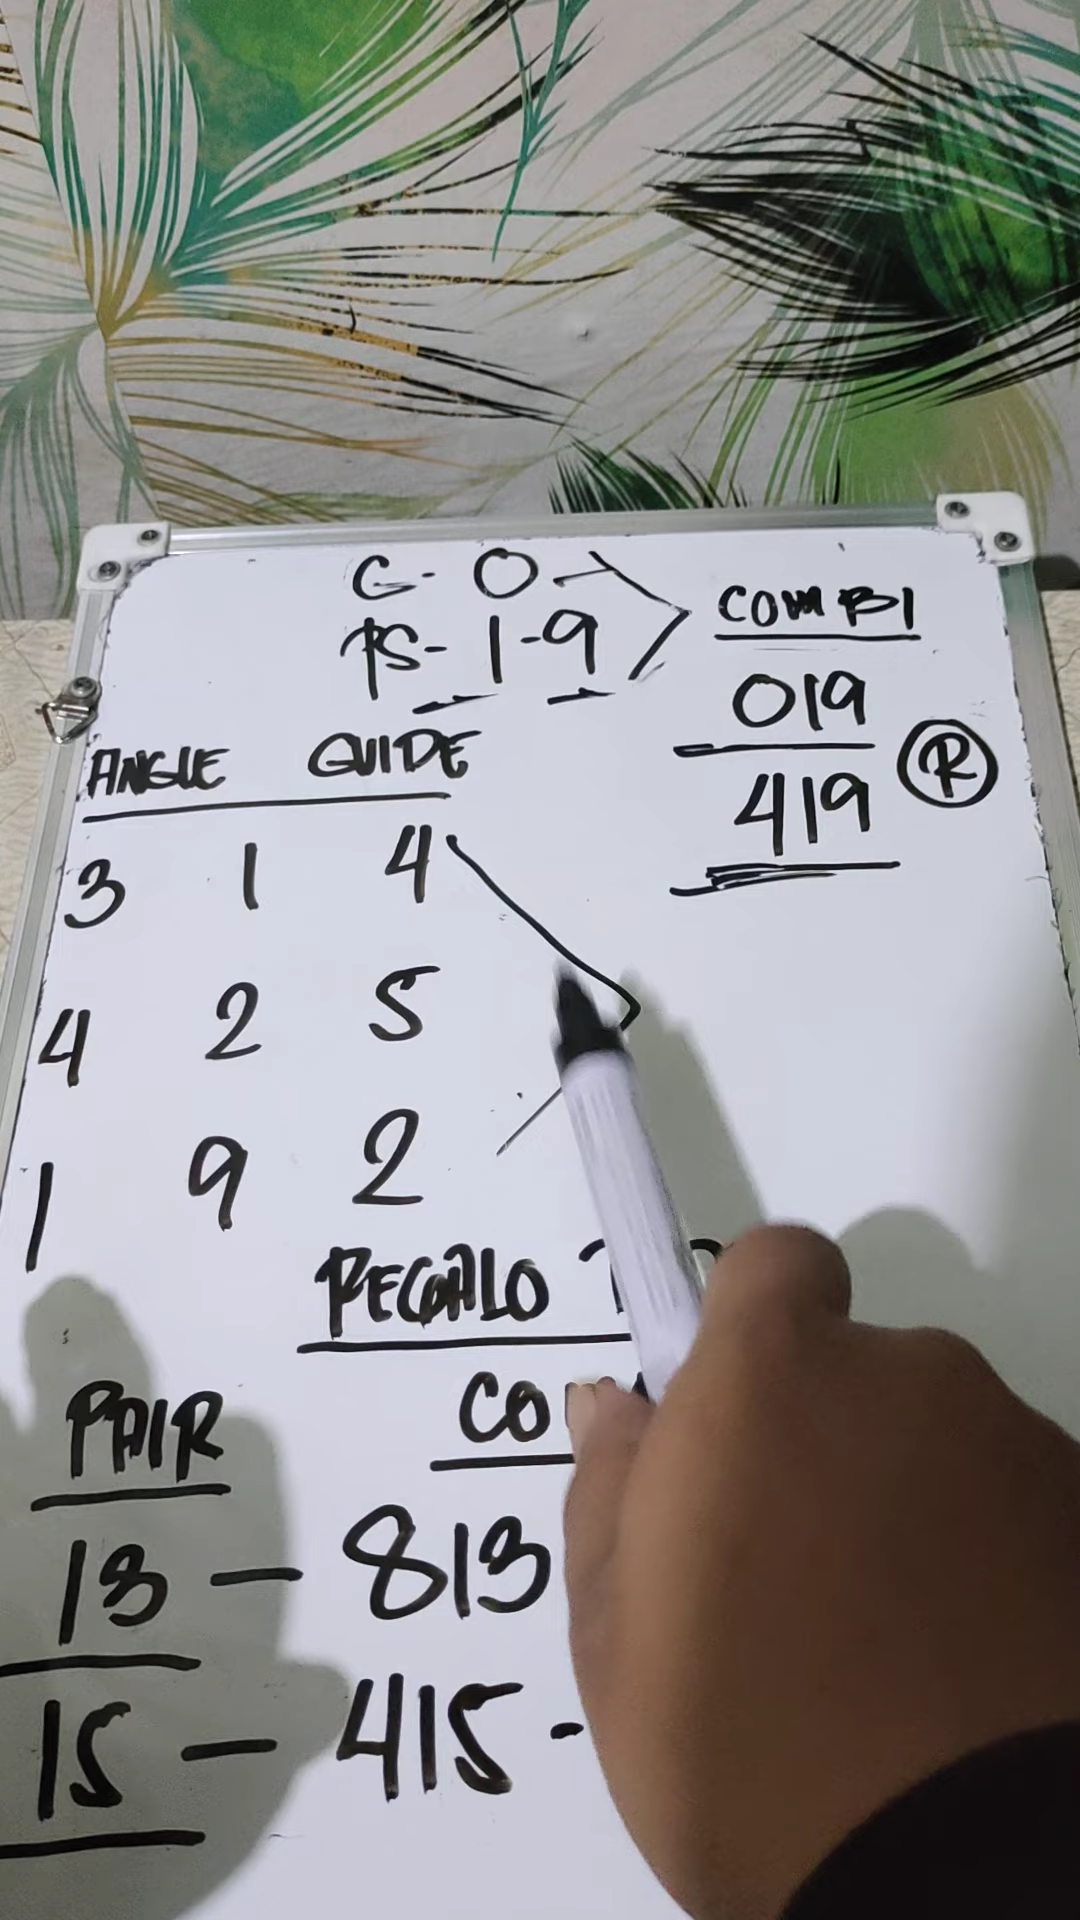 G- 0
PS- 1-9
COMBI
019
419 R
ANGLE GUIDE
3 1 4
4 2 5
1 9 2
REGALO
PAIR
13 - 813
15 - 415 -